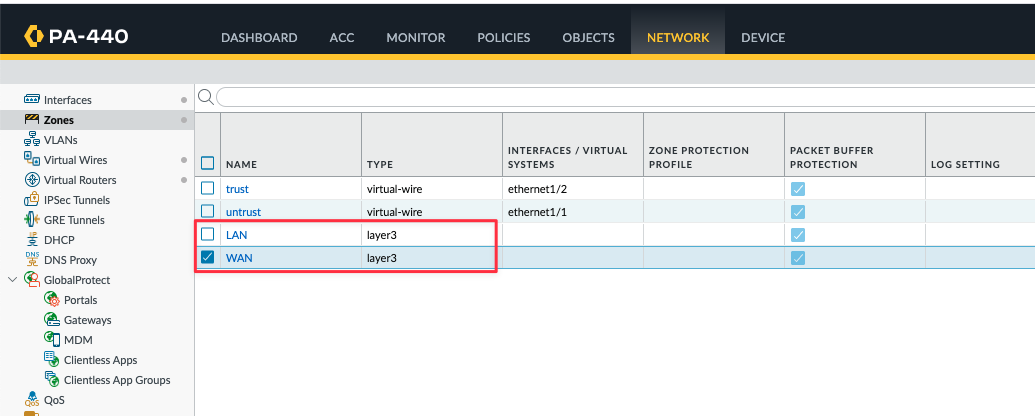 PA-440 DASHBOARD ACC MONITOR POLICIES OBJECTS NETWORK DEVICE
Interfaces
Zones
VLANs
Virtual Wires
Virtual Routers
IPSec Tunnels
GRE Tunnels
DHCP
DNS Proxy
GlobalProtect
Portals
Gateways
MDM
Clientless Apps
Clientless App Groups
QoS
NAME TYPE INTERFACES / VIRTUAL SYSTEMS ZONE PROTECTION PROFILE PACKET BUFFER PROTECTION LOG SETTING
trust virtual-wire ethernet1/2
untrust virtual-wire ethernet1/1
LAN layer3
WAN layer3